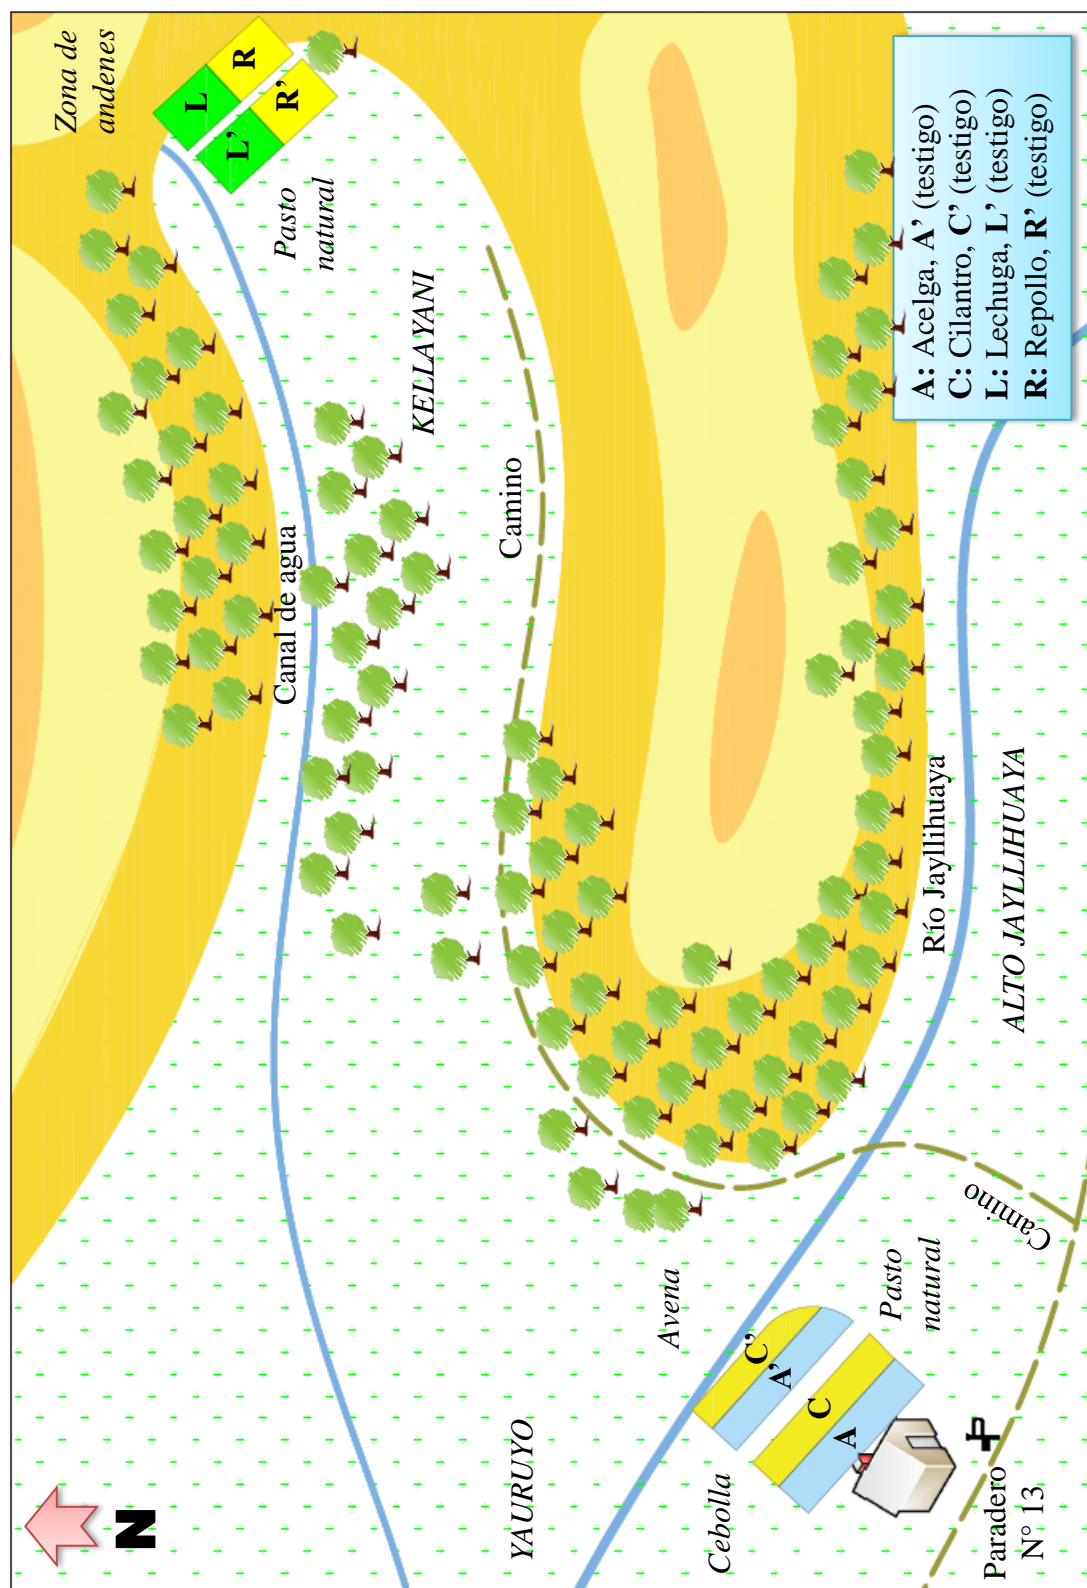 N
Zona de
andenes
L
R
L’
R’
Pasto
natural
Canal de agua
KELLAYANI
Camino
YAURUYO
Avena
Cebolla
C’
A’
C
A
Pasto
natural
Río Jayllihuaya
ALTO JAYLLIHUAYA
Camino
Paradero
N° 13
P
A: Acelga, A’ (testigo)
C: Cilantro, C’ (testigo)
L: Lechuga, L’ (testigo)
R: Repollo, R’ (testigo)